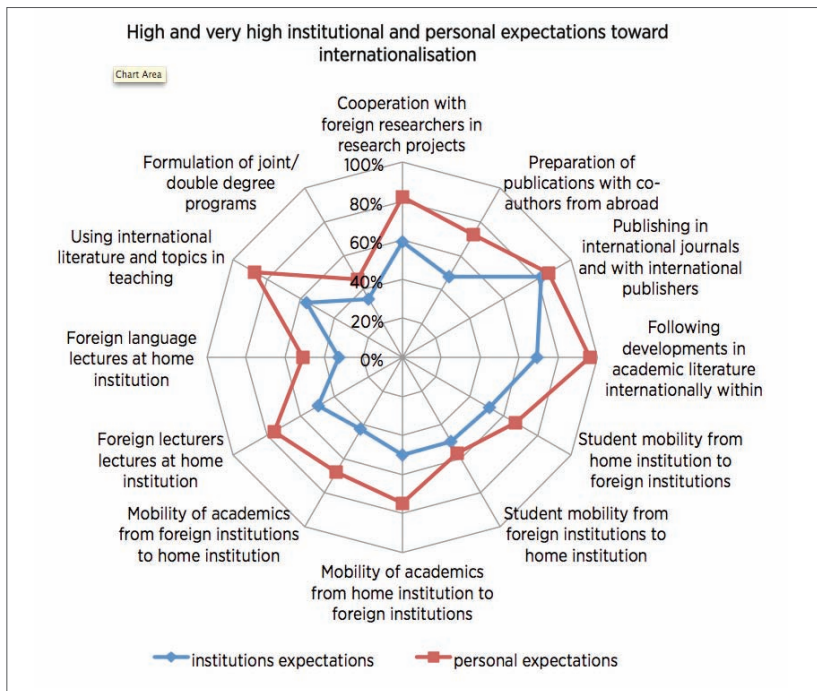 High and very high institutional and personal expectations toward
internationalisation
Chart Area
Cooperation with
foreign researchers in
research projects
Formulation of joint/
double degree
programs
Preparation of
publications with co-
authors from abroad
Using international
literature and topics in
teaching
Publishing in
international journals
and with international
publishers
Foreign language
lectures at home
institution
Following
developments in
academic literature
internationally within
Foreign lecturers
lectures at home
institution
Student mobility from
home institution to
foreign institutions
Mobility of academics
from foreign institutions
to home institution
Student mobility from
foreign institutions to
home institution
Mobility of academics
from home institution to
foreign institutions
100%
80%
60%
40%
20%
0%
institutions expectations
personal expectations